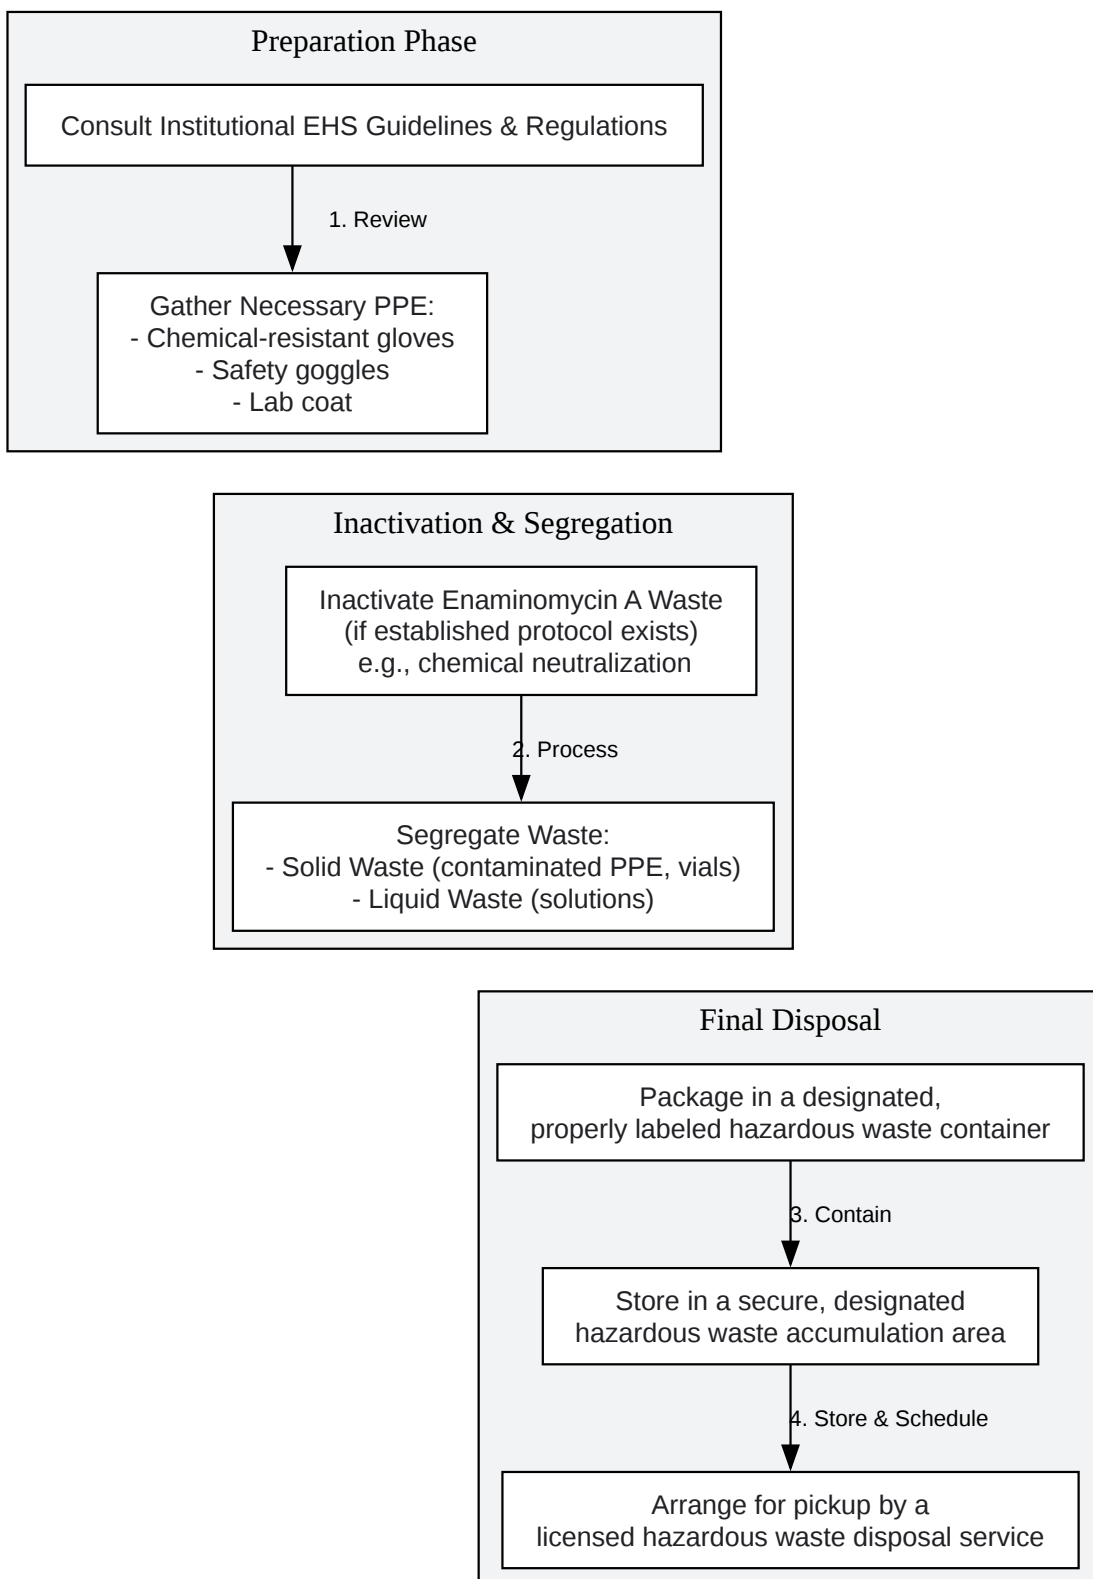 Preparation Phase
Consult Institutional EHS Guidelines & Regulations
1. Review
Gather Necessary PPE:
- Chemical-resistant gloves
- Safety goggles
- Lab coat
Inactivation & Segregation
Inactivate Enaminomycin A Waste
(if established protocol exists)
e.g., chemical neutralization
2. Process
Segregate Waste:
- Solid Waste (contaminated PPE, vials)
- Liquid Waste (solutions)
Final Disposal
Package in a designated,
properly labeled hazardous waste container
3. Contain
Store in a secure, designated
hazardous waste accumulation area
4. Store & Schedule
Arrange for pickup by a
licensed hazardous waste disposal service